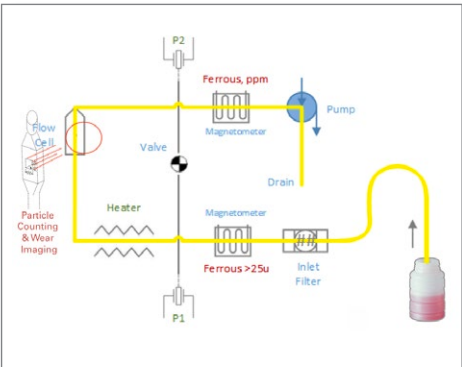 P2
Ferrous, ppm
Pump
Magnetometer
Flow
Cell
Valve
Drain
Heater
Magnetometer
Particle
Counting
& Wear
Imaging
Ferrous >25u
Inlet
Filter
P1